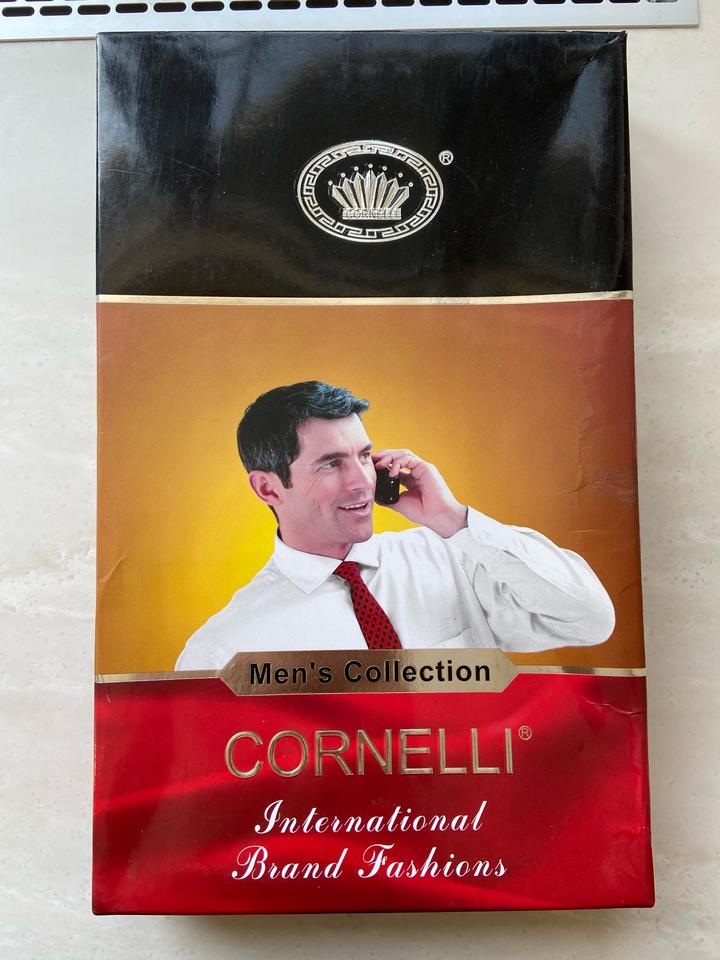 ®
CORNELLI
Men's Collection
CORNELLI®
International
Brand Fashions